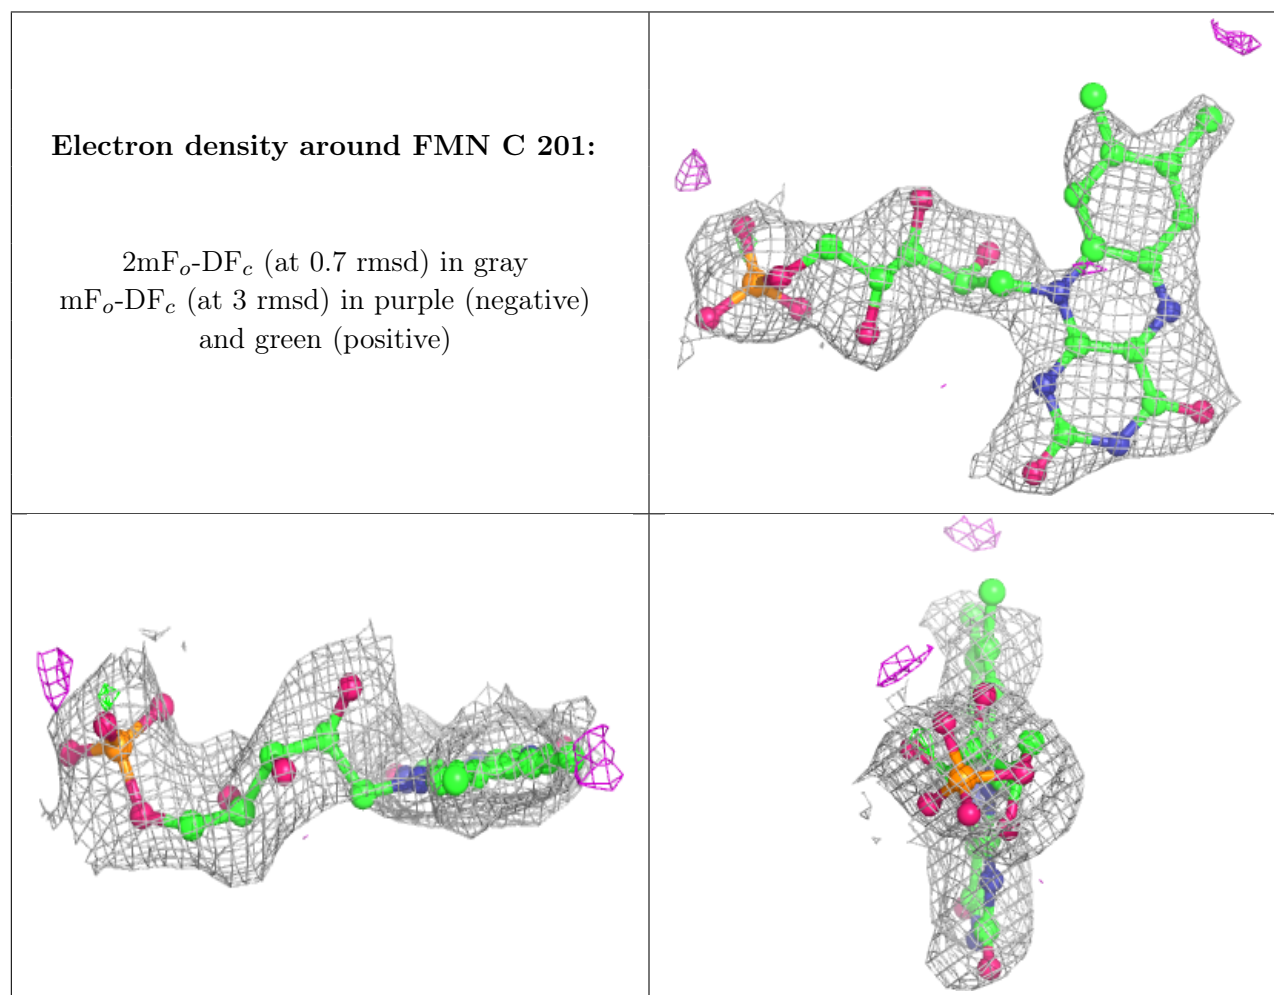 Electron density around FMN C 201:
2mFₒ-DF𝒸 (at 0.7 rmsd) in gray
mFₒ-DF𝒸 (at 3 rmsd) in purple (negative)
and green (positive)